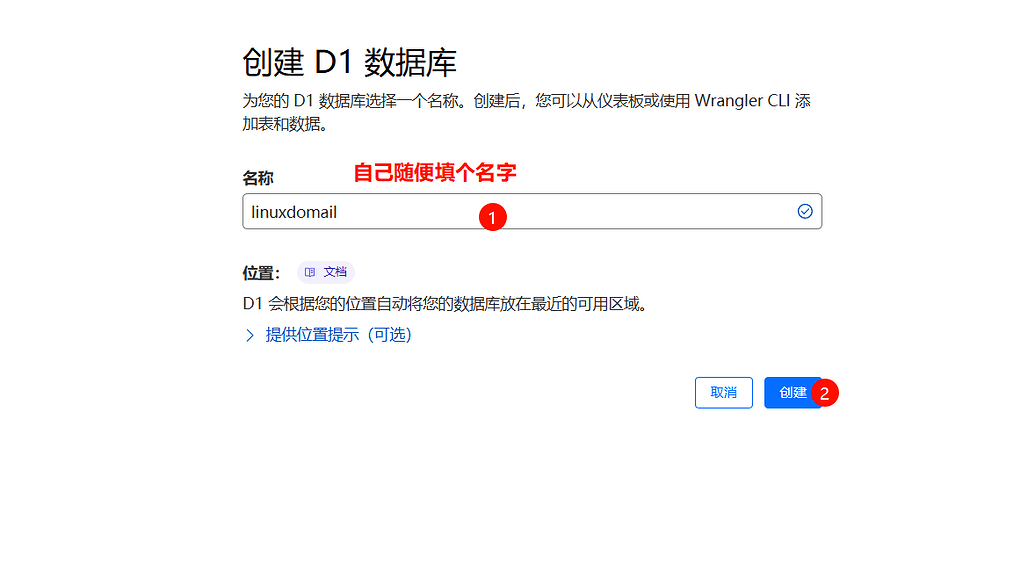 创建 D1 数据库
为您的 D1 数据库选择一个名称。创建后，您可以从仪表板或使用 Wrangler CLI 添
加表和数据。
名称
自己随便填个名字
linuxdomail
1
位置：
文档
D1 会根据您的位置自动将您的数据库放在最近的可用区域。
提供位置提示（可选）
取消
创建
2